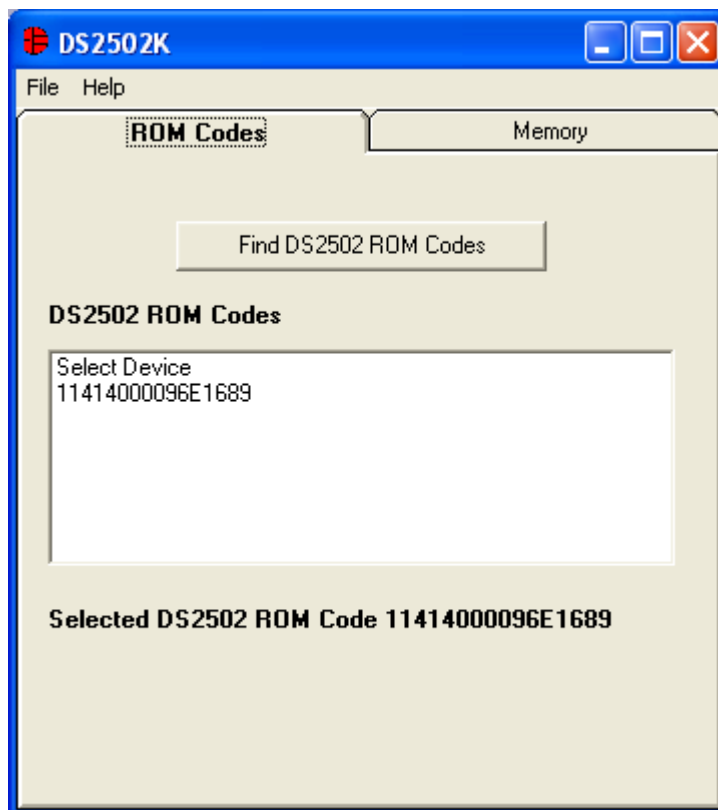 DS2502K
File Help
ROM Codes Memory
Find DS2502 ROM Codes
DS2502 ROM Codes
Select Device
11414000096E1689
Selected DS2502 ROM Code 11414000096E1689